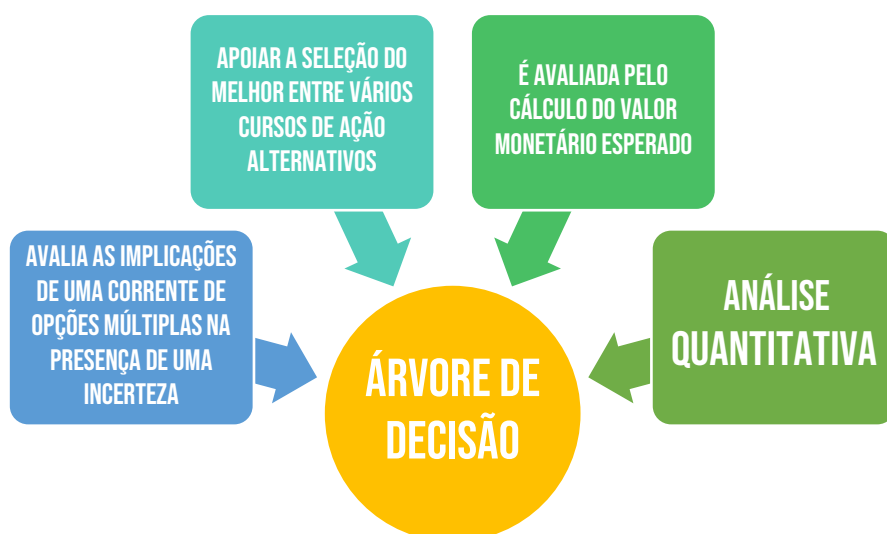 APOIAR A SELEÇÃO DO
MELHOR ENTRE VÁRIOS
CURSOS DE AÇÃO
ALTERNATIVOS
É AVALIADA PELO
CÁLCULO DO VALOR
MONETÁRIO ESPERADO
AVALIA AS IMPLICAÇÕES
DE UMA CORRENTE DE
OPÇÕES MÚLTIPLAS NA
PRESENÇA DE UMA
INCERTEZA
ANÁLISE
QUANTITATIVA
ÁRVORE DE
DECISÃO